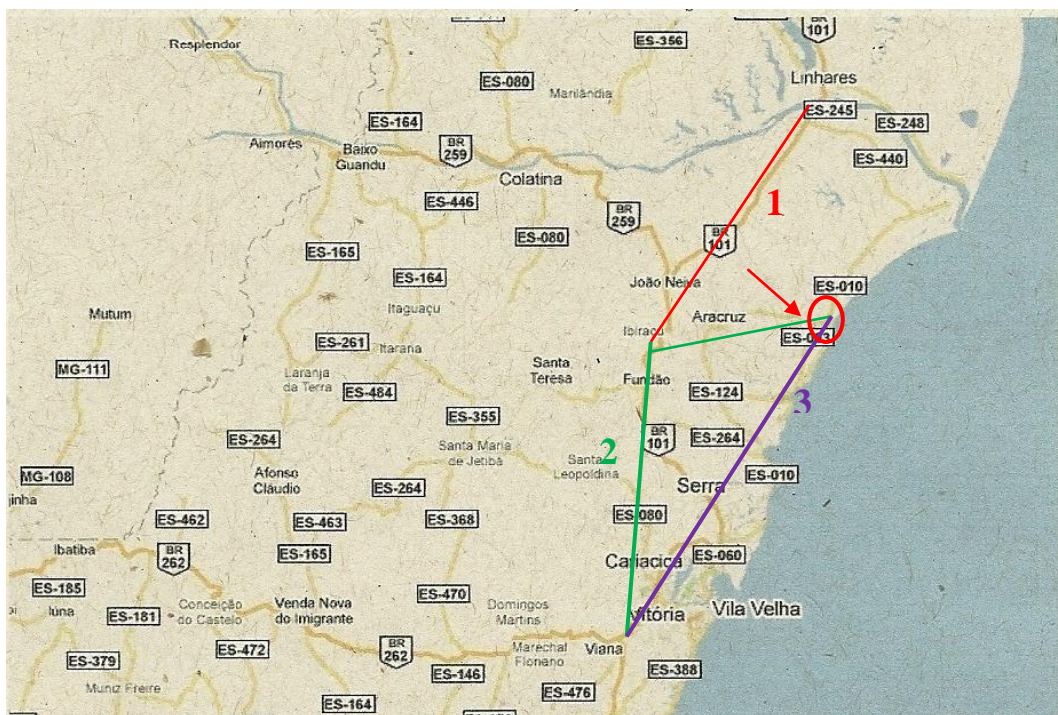 BR
101
ES-356
Resplendor
Linhares
ES-080
Marilândia
ES-245
ES-164
ES-248
Aimorés
Baixo
Guandu
BR
259
ES-440
Colatina
ES-446
1
BR
259
ES-080
BR
101
ES-165
ES-164
João Neiva
ES-010
Itaguaçu
Mutum
Aracruz
Ibiraçu
ES-261
Itarana
MG-111
Santa
Teresa
Laranja
da Terra
Fundão
ES-484
ES-124
3
ES-355
ES-264
BR
101
ES-264
2
Santa Maria
de Jetibá
Santa
Leopoldina
MG-108
Afonso
Cláudio
ES-010
ES-264
Serra
jinha
ES-462
ES-463
ES-368
ES-080
Ibatiba
BR
262
ES-165
Cariacica
ES-060
ES-185
ES-470
Iúna
Conceição
do Castelo
Venda Nova
do Imigrante
Domingos
Martins
Vitória
Vila Velha
ES-181
ES-472
BR
262
Marechal
Floriano
Viana
ES-379
ES-146
ES-388
Muniz Freire
ES-476
ES-164